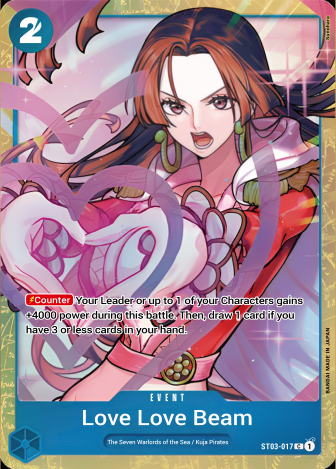 2
⚡Counter Your Leader or up to 1 of your Characters gains
+4000 power during this battle. Then, draw 1 card if you
have 3 or less cards in your hand.
BANDAI MADE IN JAPAN
EVENT
Love Love Beam
The Seven Warlords of the Sea / Kuja Pirates
ST03-017 C 1